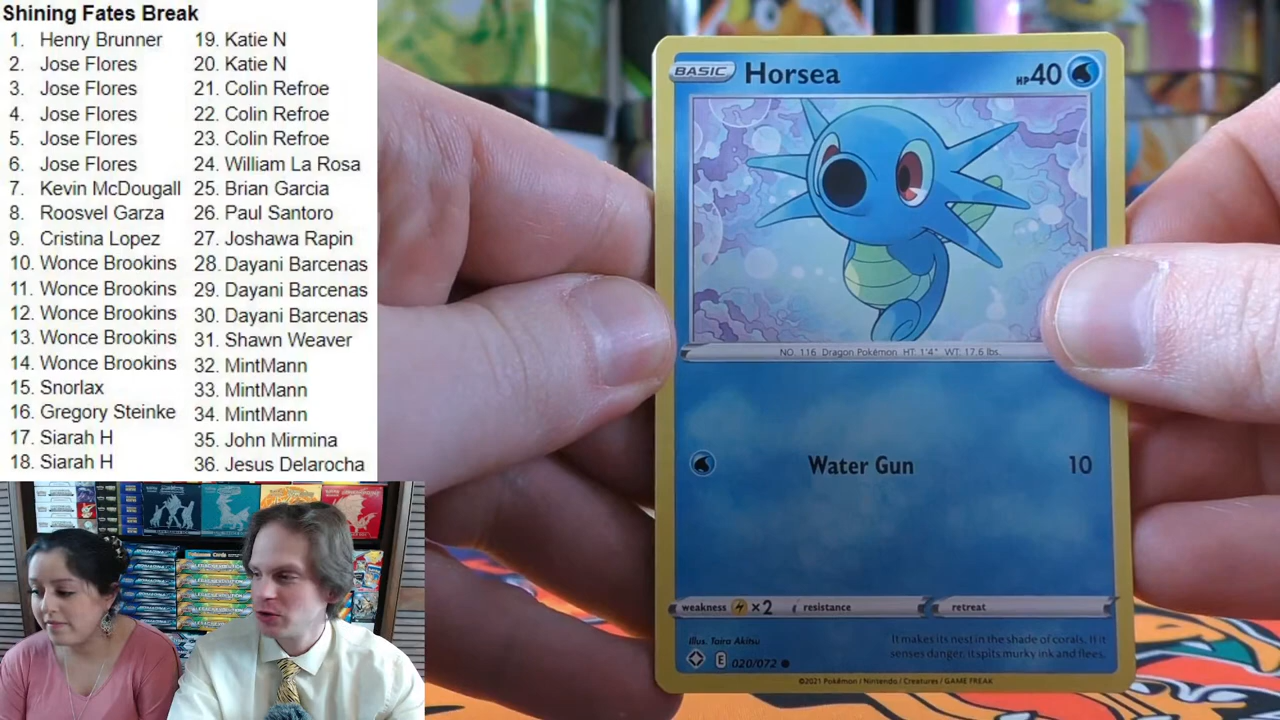 Shining Fates Break
1. Henry Brunner
2. Jose Flores
3. Jose Flores
4. Jose Flores
5. Jose Flores
6. Jose Flores
7. Kevin McDougall
8. Roosvel Garza
9. Cristina Lopez
10. Wonce Brookins
11. Wonce Brookins
12. Wonce Brookins
13. Wonce Brookins
14. Wonce Brookins
15. Snorlax
16. Gregory Steinke
17. Siarah H
18. Siarah H
19. Katie N
20. Katie N
21. Colin Refroe
22. Colin Refroe
23. Colin Refroe
24. William La Rosa
25. Brian Garcia
26. Paul Santoro
27. Joshawa Rapin
28. Dayani Barcenas
29. Dayani Barcenas
30. Dayani Barcenas
31. Shawn Weaver
32. MintMann
33. MintMann
34. MintMann
35. John Mirmina
36. Jesus Delarocha
BASIC Horsea HP 40
NO. 116 Dragon Pokémon HT: 1'4" WT: 17.6 lbs.
Water Gun 10
weakness ×2 resistance retreat
Illus. Taira Akitsu
It makes its nest in the shade of corals. If it
senses danger, it spits murky ink and flees.
E 020/072
©2021 Pokémon / Nintendo / Creatures / GAME FREAK